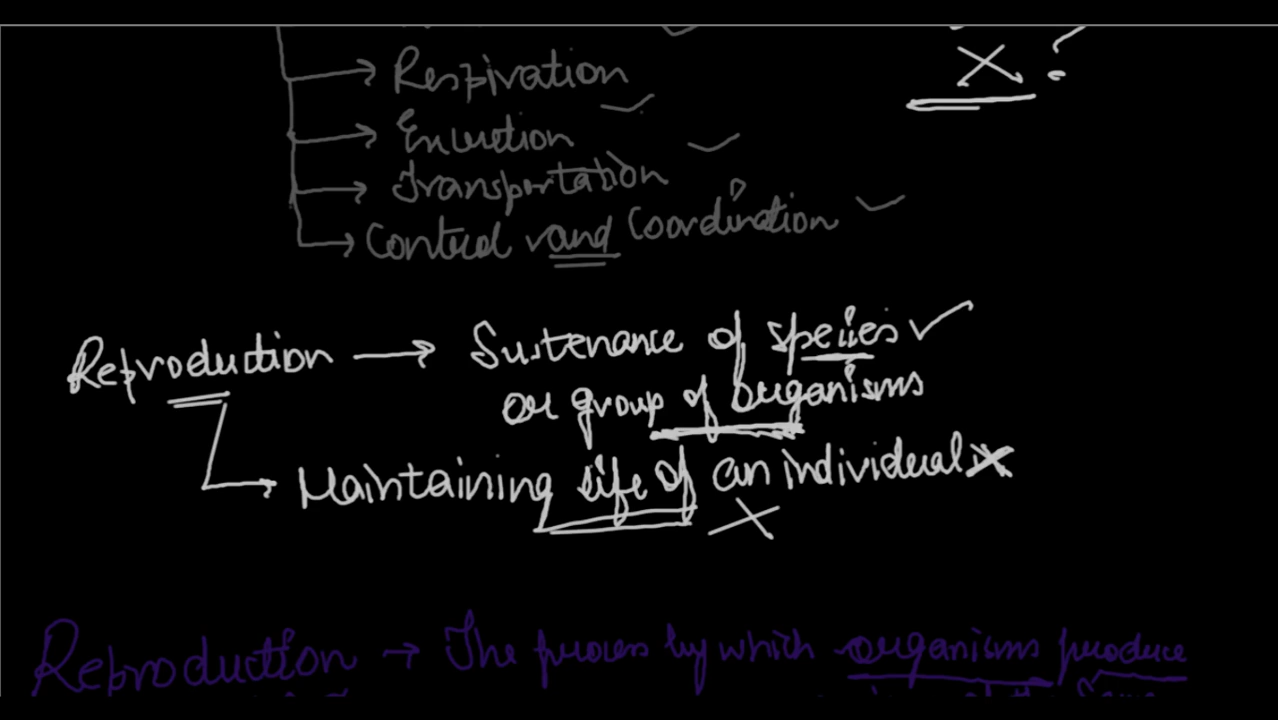 Respiration
Excretion
Transportation
Control and Coordination
X ?
Reproduction → Sustenance of species ✓
or group of organisms
→ Maintaining life of an individual X
X
Reproduction → The process by which organisms produce